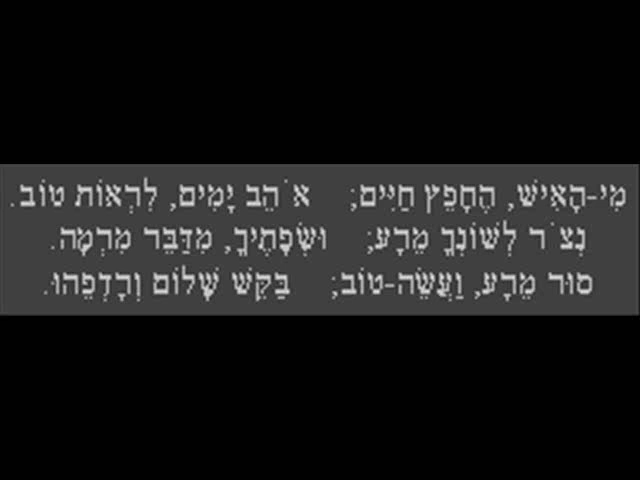 מִי-הָאִישׁ, הֶחָפֵץ חַיִּים;    אֹהֵב יָמִים, לִרְאוֹת טוֹב.
נְצֹר לְשׁוֹנְךָ מֵרָע;    וּשְׂפָתֶיךָ, מִדַּבֵּר מִרְמָה.
סוּר מֵרָע, וַעֲשֵׂה-טוֹב;    בַּקֵּשׁ שָׁלוֹם וְרָדְפֵהוּ.